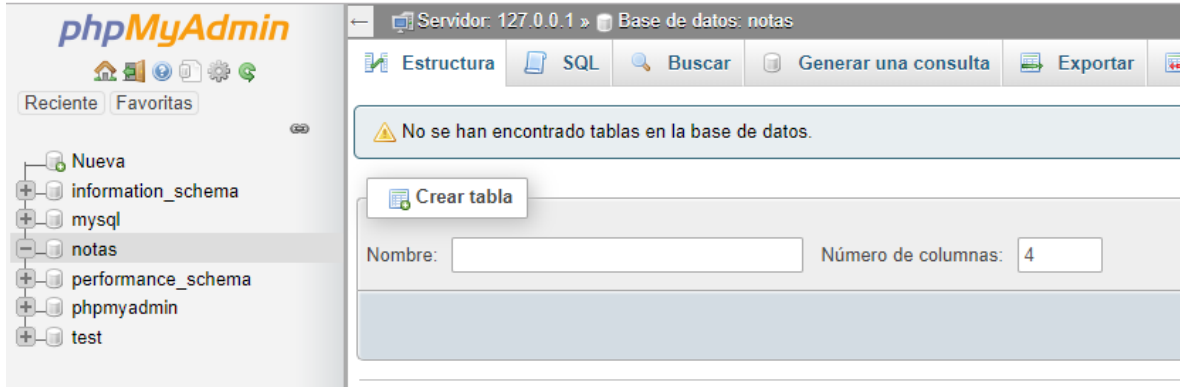 phpMyAdmin
Reciente Favoritas
Nueva
information_schema
mysql
notas
performance_schema
phpmyadmin
test
← Servidor: 127.0.0.1 » Base de datos: notas
Estructura SQL Buscar Generar una consulta Exportar
No se han encontrado tablas en la base de datos.
Crear tabla
Nombre: Número de columnas: 4